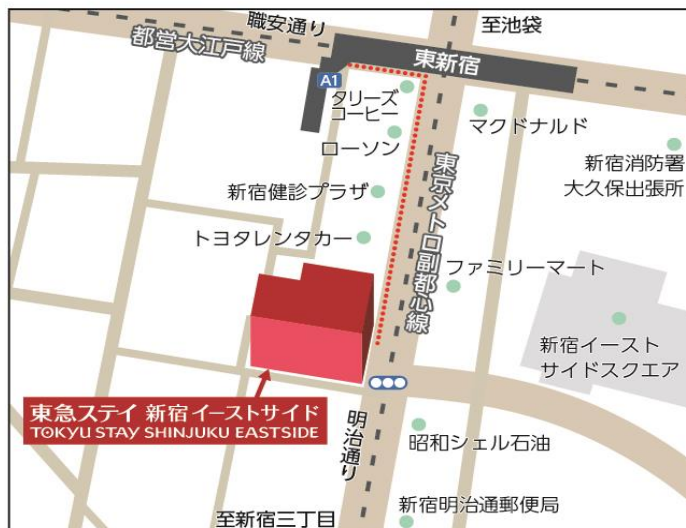 職安通り
至池袋
都営大江戸線
東新宿
A1
タリーズ
コーヒー
マクドナルド
ローソン
新宿消防署
大久保出張所
新宿健診プラザ
東京メトロ副都心線
トヨタレンタカー
ファミリーマート
新宿イースト
サイドスクエア
東急ステイ 新宿イーストサイド
TOKYU STAY SHINJUKU EASTSIDE
明治通り
昭和シェル石油
新宿明治通郵便局
至新宿三丁目